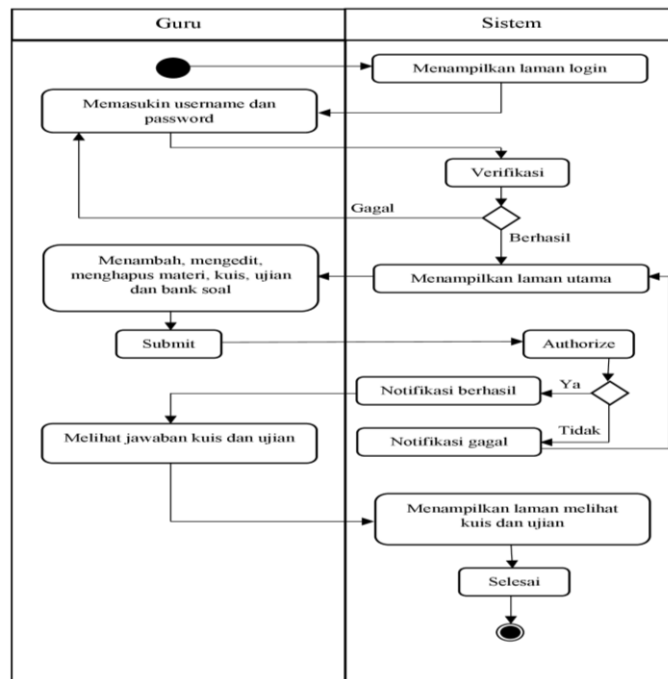 Guru
Sistem
Menampilkan laman login
Memasukin username dan
password
Verifikasi
Gagal
Berhasil
Menambah, mengedit,
menghapus materi, kuis, ujian
dan bank soal
Menampilkan laman utama
Submit
Authorize
Notifikasi berhasil
Ya
Melihat jawaban kuis dan ujian
Tidak
Notifikasi gagal
Menampilkan laman melihat
kuis dan ujian
Selesai